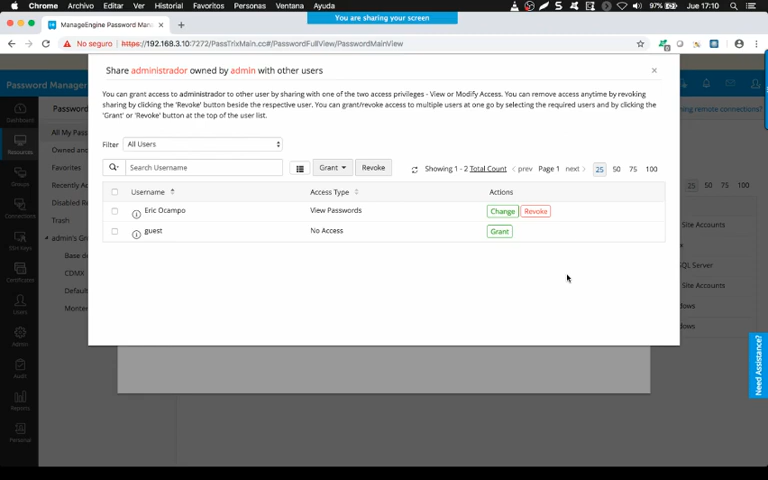 Chrome Archivo Editar Ver Historial Favoritos Personas Ventana Ayuda 97% Jue 17:10
You are sharing your screen
ManageEngine Password Man
No seguro https://192.168.3.10:7272/PassTrixMain.cc#/PasswordFullView/PasswordMainView
Password Manager
ing remote connections?
Share administrador owned by admin with other users
You can grant access to administrador to other user by sharing with one of the two access privileges - View or Modify Access. You can remove access anytime by revoking
sharing by clicking the 'Revoke' button beside the respective user. You can grant/revoke access to multiple users at one go by selecting the required users and by clicking the
'Grant' or 'Revoke' button at the top of the user list.
Filter All Users
Search Username Grant Revoke Showing 1 - 2 Total Count prev Page 1 next 25 50 75 100
Username Access Type Actions
Eric Ocampo View Passwords Change Revoke
guest No Access Grant
Dashboard
Resources
Groups
Connections
SSH Keys
Certificates
Users
Admin
Audit
Reports
Personal
Password
All My Pass
Owned and
Favorites
Recently Ac
Disabled Re
Trash
admin's Gr
Base de
CDMX
Default
Monter
25 50 75 100
Site Accounts
SQL Server
Site Accounts
dows
dows
Need Assistance?